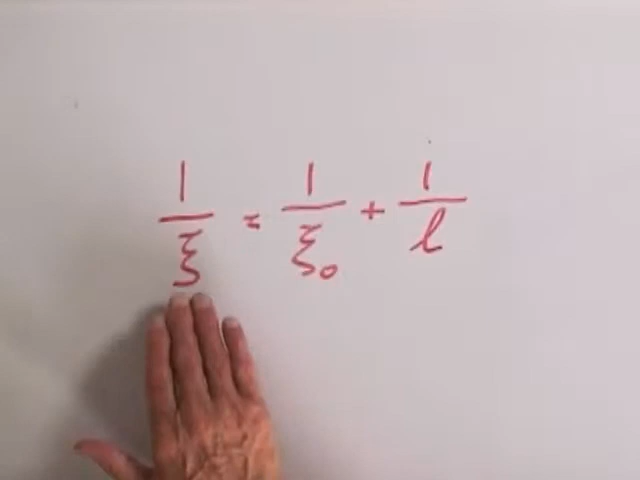 1/ξ = 1/ξ₀ + 1/ℓ